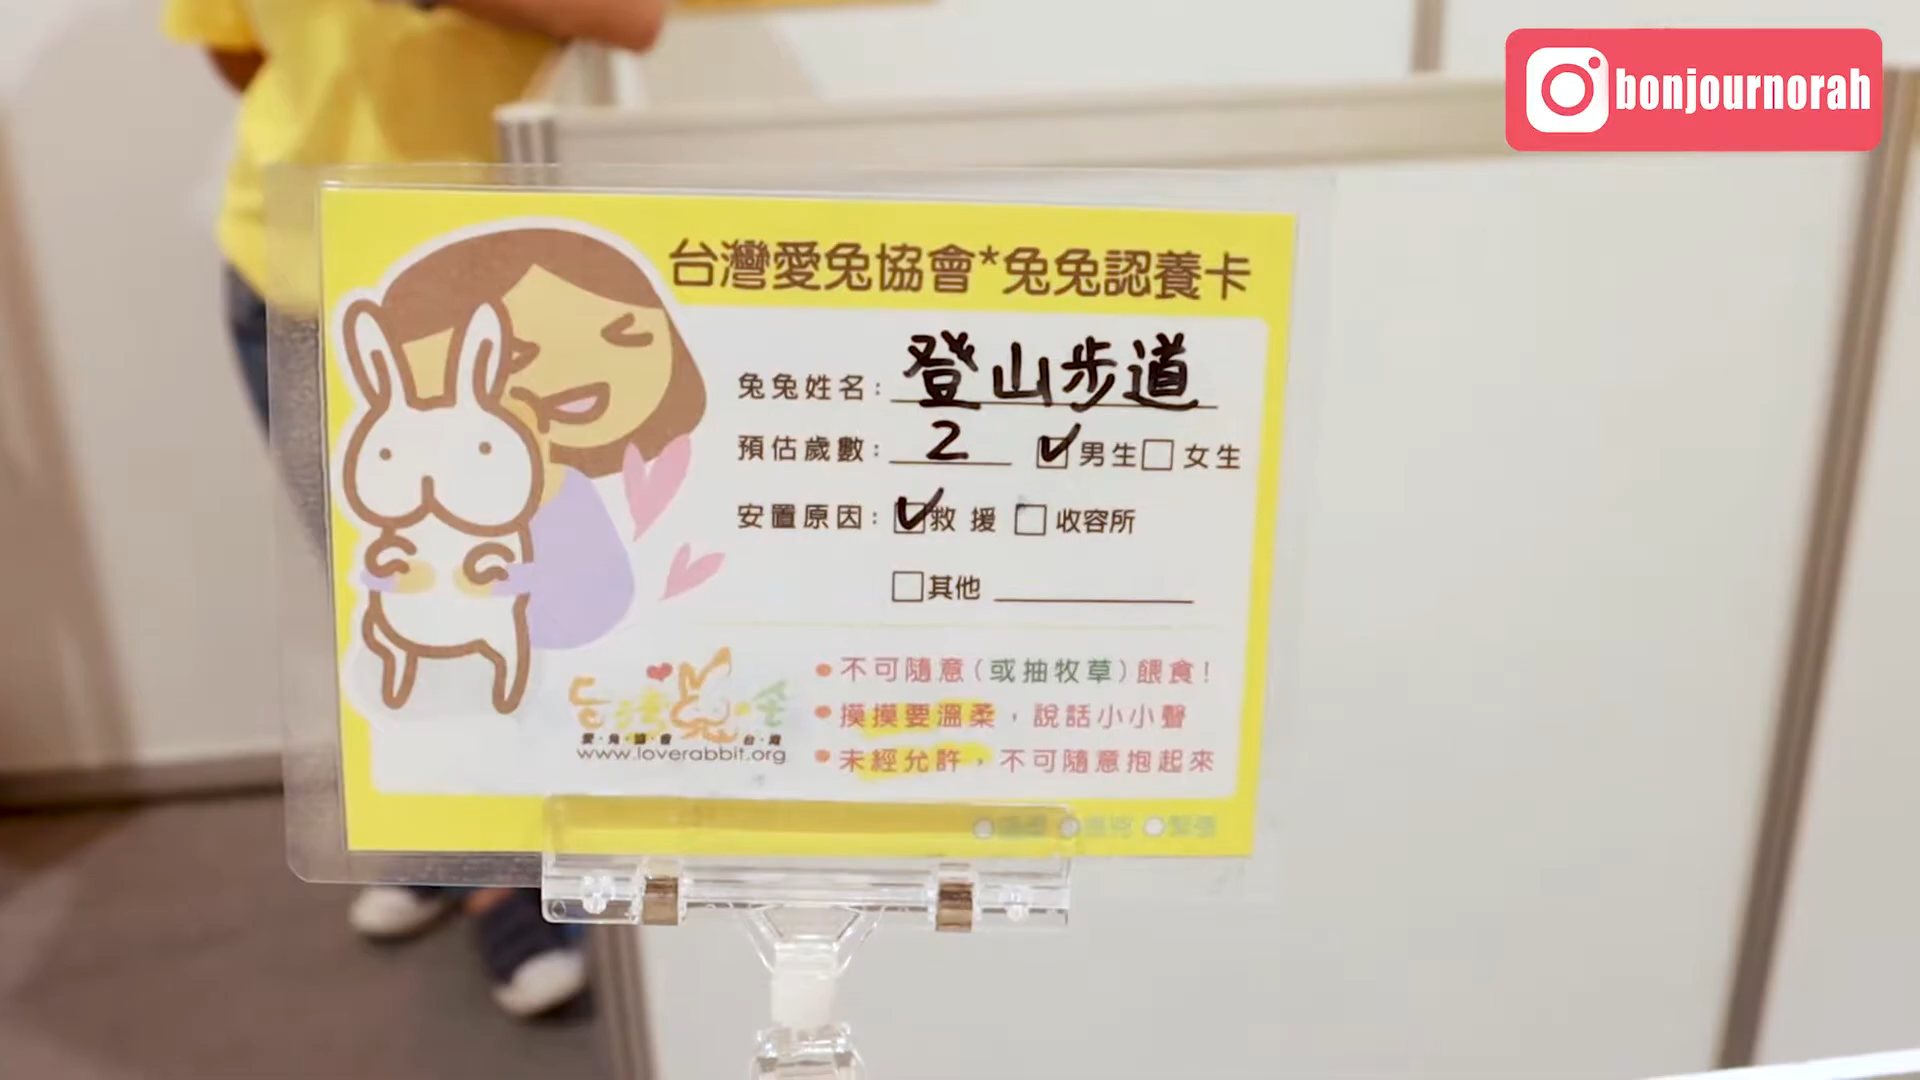 bonjournorah
台灣愛兔協會*兔兔認養卡
兔兔姓名：登山步道
預估歲數：2 ☑男生☐女生
安置原因：☑救援 ☐收容所
☐其他
•不可隨意(或抽牧草)餵食！
•摸摸要溫柔，說話小小聲
•未經允許，不可隨意抱起來
愛·兔·協·會 台·灣
www.loverabbit.org